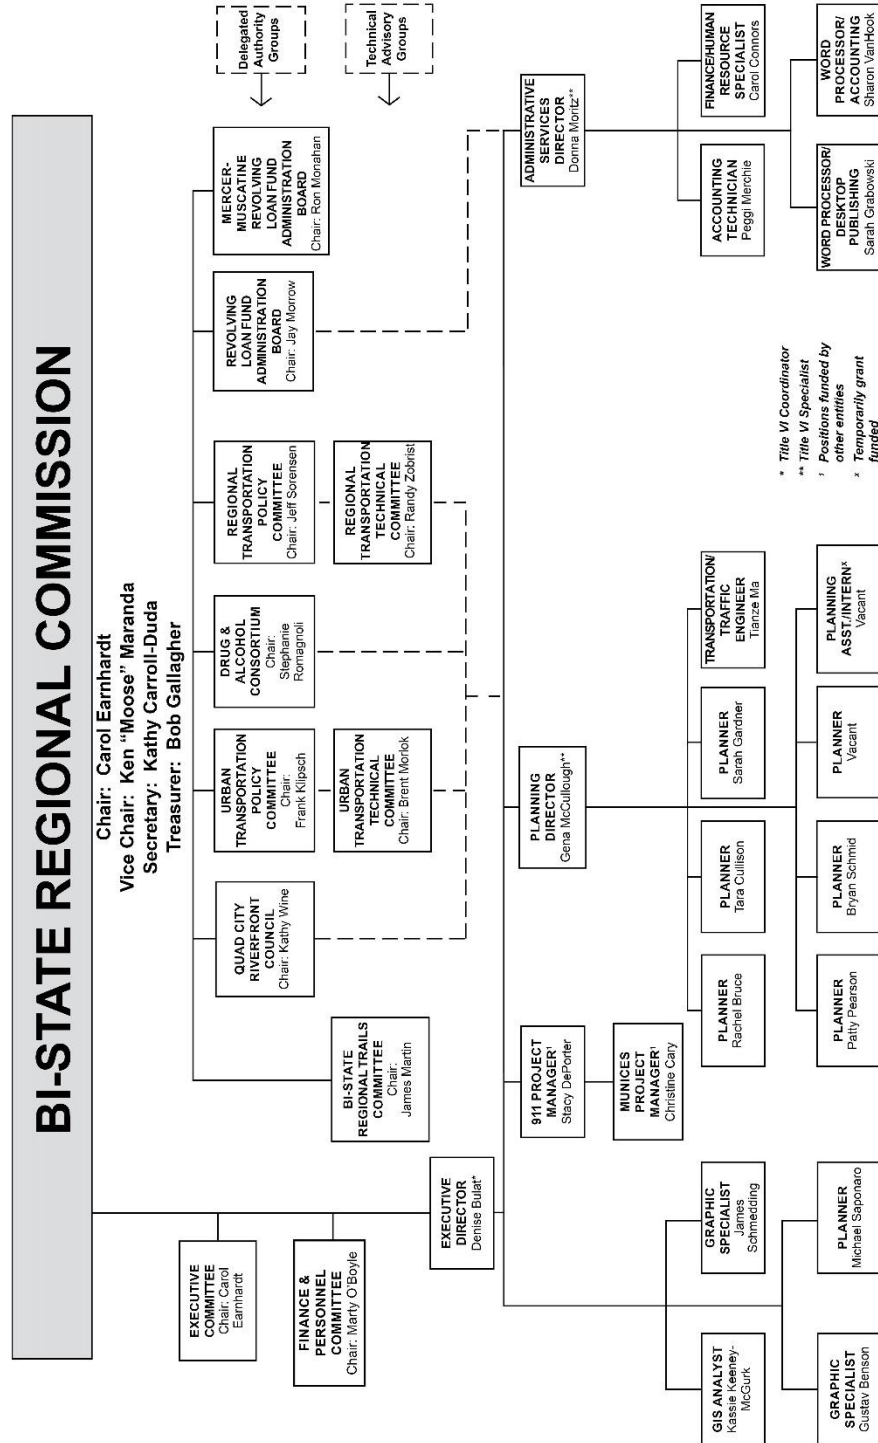 BI-STATE REGIONAL COMMISSION
Chair: Carol Earnhardt
Vice Chair: Ken “Moose” Maranda
Secretary: Kathy Carroll-Duda
Treasurer: Bob Gallagher
EXECUTIVE
COMMITTEE
Chair: Carol
Earnhardt
FINANCE &
PERSONNEL
COMMITTEE
Chair: Marty O’Boyle
QUAD CITY
RIVERFRONT
COUNCIL
Chair: Kathy Wine
URBAN
TRANSPORTATION
POLICY
COMMITTEE
Chair
Frank Klipsch
DRUG &
ALCOHOL
CONSORTIUM
Chair:
Stephanie
Romagnoli
REGIONAL
TRANSPORTATION
POLICY
COMMITTEE
Chair: Jeff Sorensen
REVOLVING
LOAN FUND
ADMINISTRATION
BOARD
Chair: Jay Morrow
MERCER-
MUSCATINE
REVOLVING
LOAN FUND
ADMINISTRATION
BOARD
Chair: Ron Monahan
Delegated
Authority
Groups
BI-STATE
REGIONAL TRAILS
COMMITTEE
Chair:
James Martin
URBAN
TRANSPORTATION
TECHNICAL
COMMITTEE
Chair: Brent Morlok
REGIONAL
TRANSPORTATION
TECHNICAL
COMMITTEE
Chair: Randy Zobrist
Technical
Advisory
Groups
EXECUTIVE
DIRECTOR
Denise Bulat*
911 PROJECT
MANAGER¹
Stacy DePorter
PLANNING
DIRECTOR
Gena McCullough**
ADMINISTRATIVE
SERVICES
DIRECTOR
Donna Moritz**
MUNICES
PROJECT
MANAGER¹
Christine Cary
GIS ANALYST
Kassie Keeney-
McGurk
GRAPHIC
SPECIALIST
James
Schmedding
PLANNER
Rachel Bruce
PLANNER
Tara Cullison
PLANNER
Sarah Gardner
TRANSPORTATION/
TRAFFIC
ENGINEER
Tianze Ma
ACCOUNTING
TECHNICIAN
Peggi Merchie
FINANCE/HUMAN
RESOURCE
SPECIALIST
Carol Connors
GRAPHIC
SPECIALIST
Gustav Benson
PLANNER
Michael Saponaro
PLANNER
Patty Pearson
PLANNER
Bryan Schmid
PLANNER
Vacant
PLANNING
ASST./INTERNˣ
Vacant
WORD PROCESSOR/
DESKTOP
PUBLISHING
Sarah Grabowski
WORD
PROCESSOR/
ACCOUNTING
Sharon VanHook
* Title VI Coordinator
** Title VI Specialist
¹ Positions funded by
other entities
ˣ Temporarily grant
funded